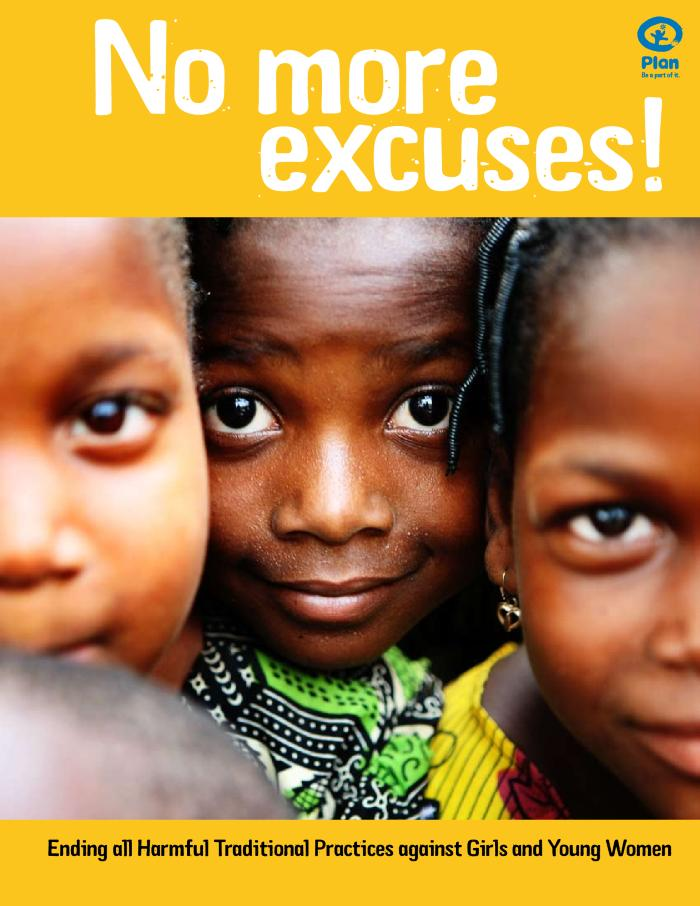 No more
excuses!
Plan
Be a part of it.
Ending all Harmful Traditional Practices against Girls and Young Women